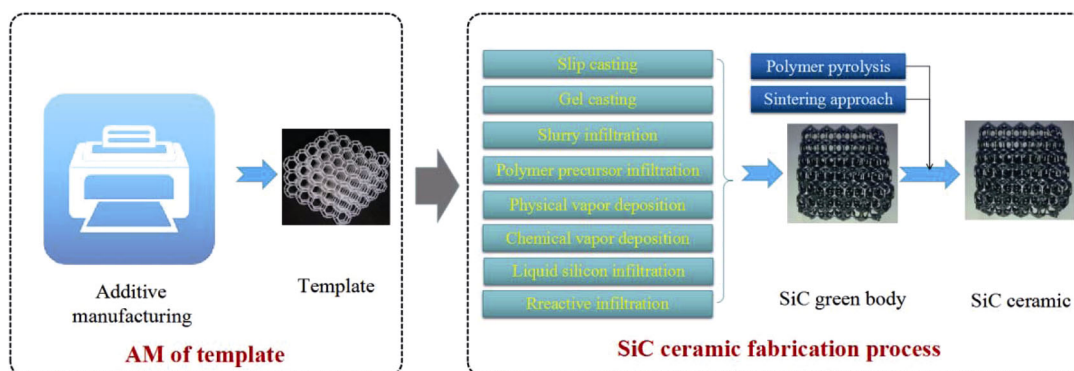 Additive
manufacturing
Template
AM of template
Slip casting
Gel casting
Slurry infiltration
Polymer precursor infiltration
Physical vapor deposition
Chemical vapor deposition
Liquid silicon infiltration
Rreactive infiltration
Polymer pyrolysis
Sintering approach
SiC green body
SiC ceramic
SiC ceramic fabrication process